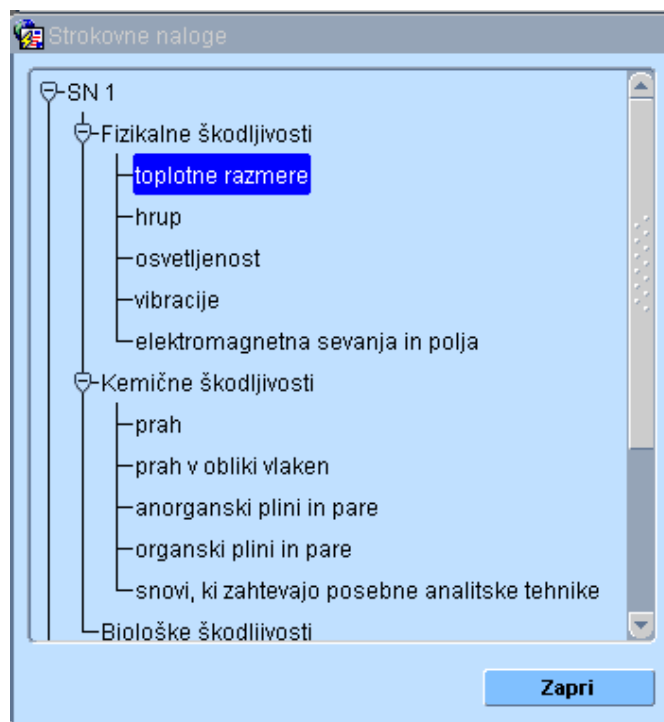 Strokovne naloge
SN 1
Fizikalne škodljivosti
toplotne razmere
hrup
osvetljenost
vibracije
elektromagnetna sevanja in polja
Kemične škodljivosti
prah
prah v obliki vlaken
anorganski plini in pare
organski plini in pare
snovi, ki zahtevajo posebne analitske tehnike
Biološke škodljivosti
Zapri